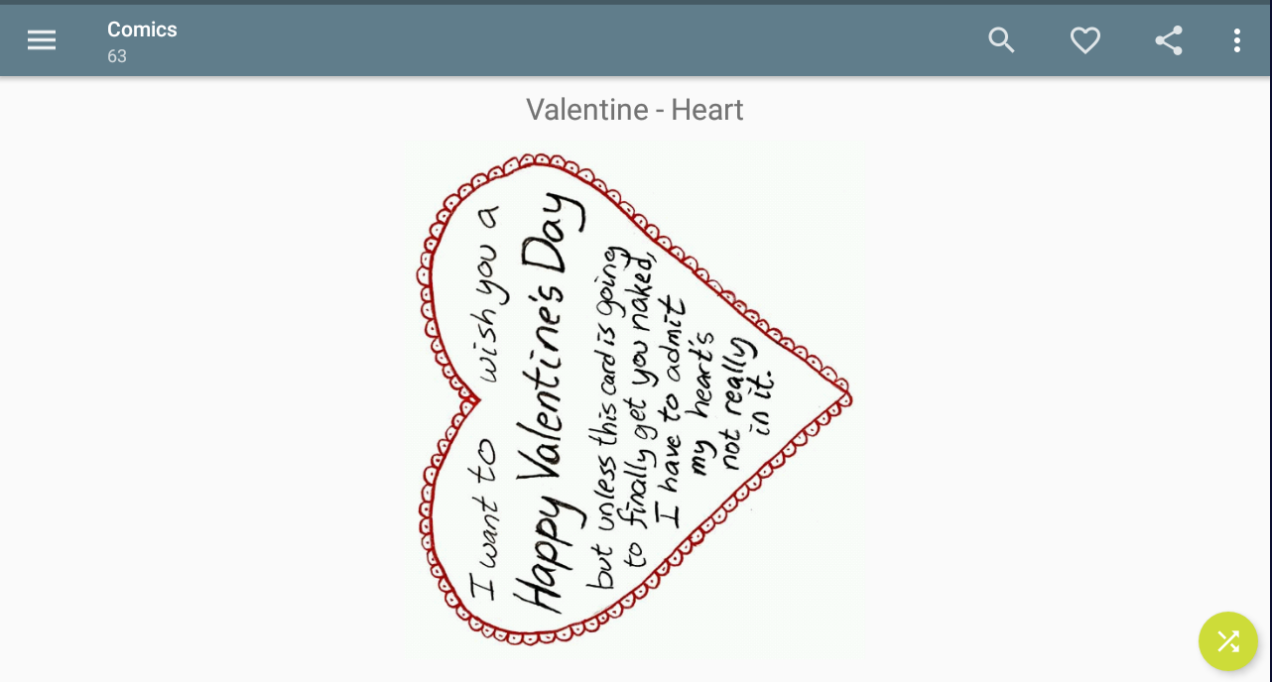 Comics
63
Valentine - Heart
I want to wish you a
Happy Valentine's Day
but unless this card is going
to finally get you naked,
I have to admit
my heart's
not really
in it.